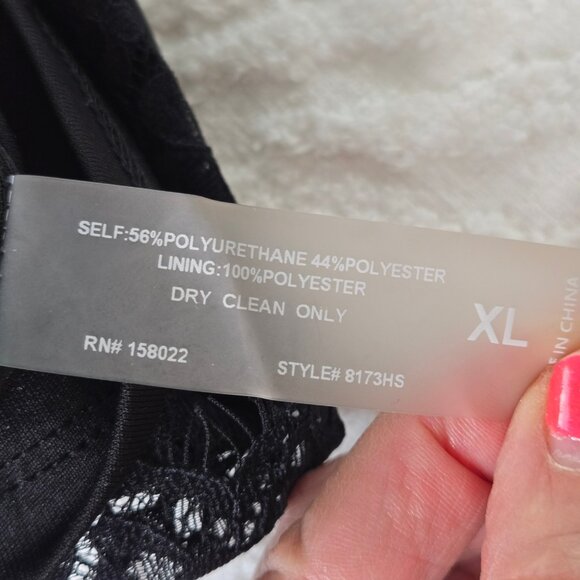 SELF:56%POLYURETHANE 44%POLYESTER
LINING:100%POLYESTER
DRY CLEAN ONLY
XL
RN# 158022
STYLE# 8173HS
IN CHINA